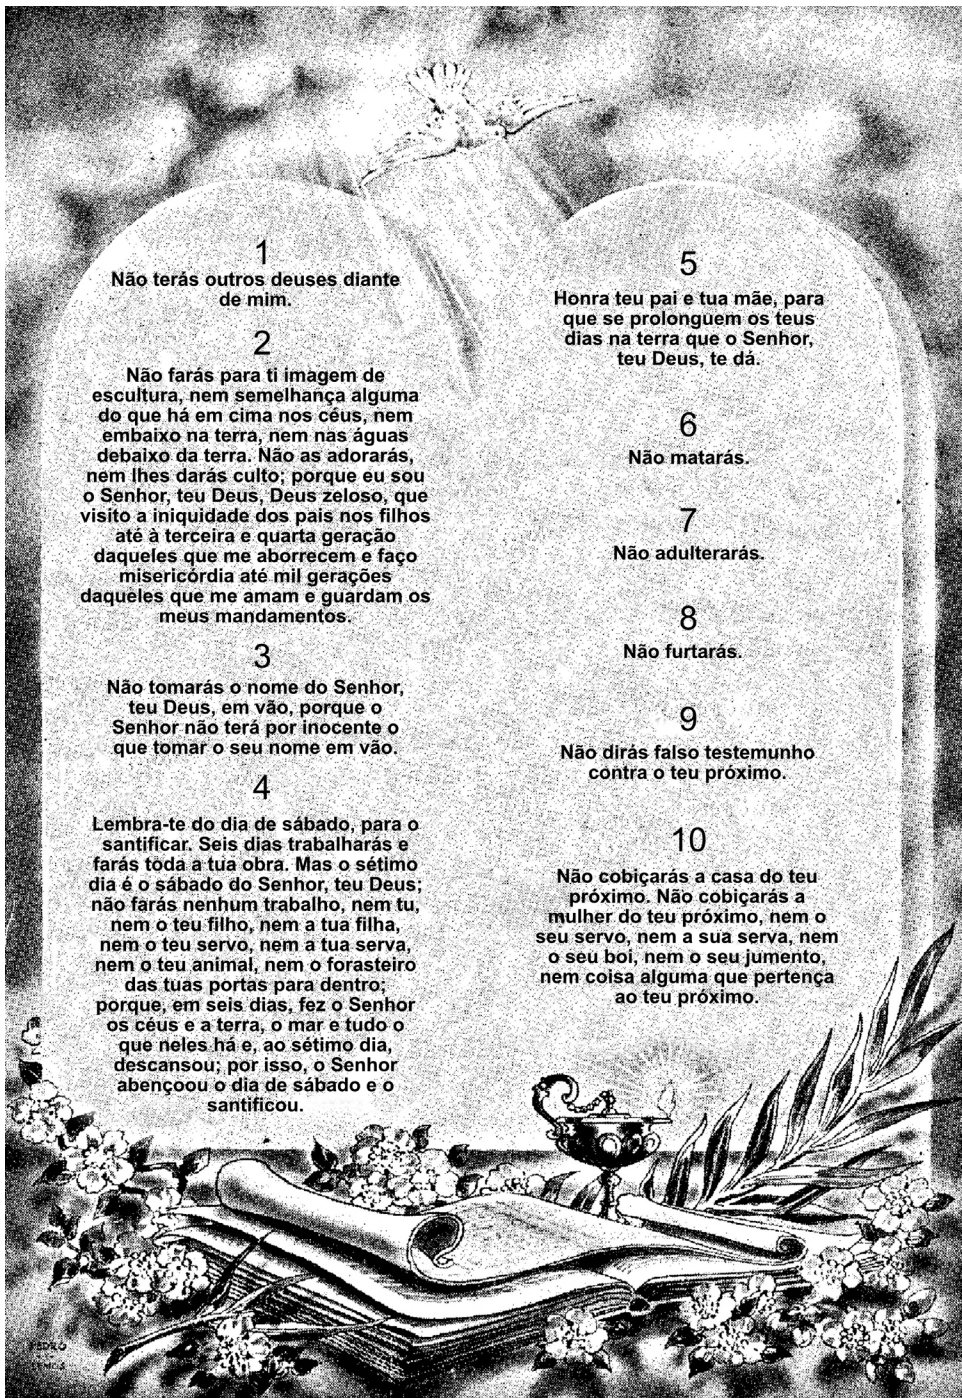 1
Não terás outros deuses diante
de mim.
2
Não farás para ti imagem de
escultura, nem semelhança alguma
do que há em cima nos céus, nem
embaixo na terra, nem nas águas
debaixo da terra. Não as adorarás,
nem lhes darás culto; porque eu sou
o Senhor, teu Deus, Deus zeloso, que
visito a iniquidade dos pais nos filhos
até à terceira e quarta geração
daqueles que me aborrecem e faço
misericórdia até mil gerações
daqueles que me amam e guardam os
meus mandamentos.
3
Não tomarás o nome do Senhor,
teu Deus, em vão, porque o
Senhor não terá por inocente o
que tomar o seu nome em vão.
4
Lembra-te do dia de sábado, para o
santificar. Seis dias trabalharás e
farás toda a tua obra. Mas o sétimo
dia é o sábado do Senhor, teu Deus;
não farás nenhum trabalho, nem tu,
nem o teu filho, nem a tua filha,
nem o teu servo, nem a tua serva,
nem o teu animal, nem o forasteiro
das tuas portas para dentro;
porque, em seis dias, fez o Senhor
os céus e a terra, o mar e tudo o
que neles há e, ao sétimo dia,
descansou; por isso, o Senhor
abençoou o dia de sábado e o
santificou.
5
Honra teu pai e tua mãe, para
que se prolonguem os teus
dias na terra que o Senhor,
teu Deus, te dá.
6
Não matarás.
7
Não adulterarás.
8
Não furtarás.
9
Não dirás falso testemunho
contra o teu próximo.
10
Não cobiçarás a casa do teu
próximo. Não cobiçarás a
mulher do teu próximo, nem o
seu servo, nem a sua serva, nem
o seu boi, nem o seu jumento,
nem coisa alguma que pertença
ao teu próximo.
PEDRO